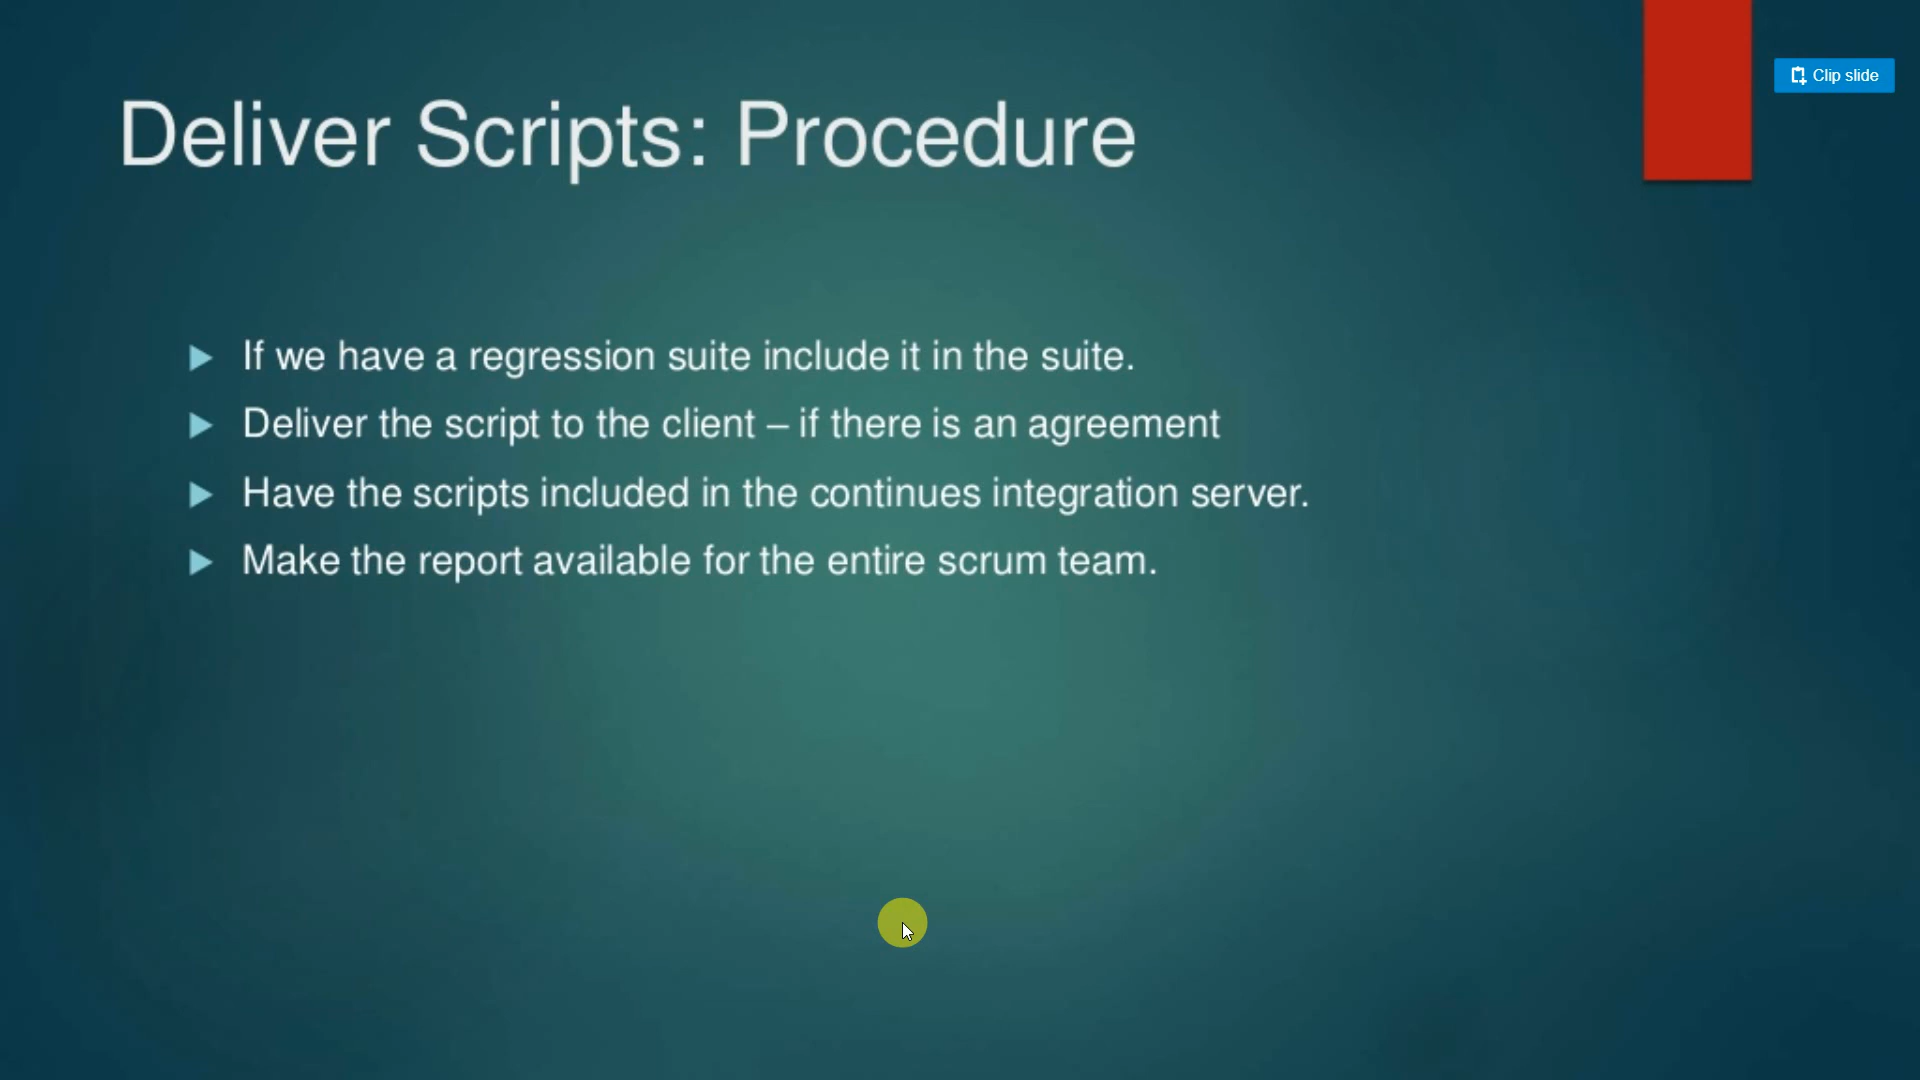 Deliver Scripts: Procedure
Clip slide
If we have a regression suite include it in the suite.
Deliver the script to the client – if there is an agreement
Have the scripts included in the continues integration server.
Make the report available for the entire scrum team.